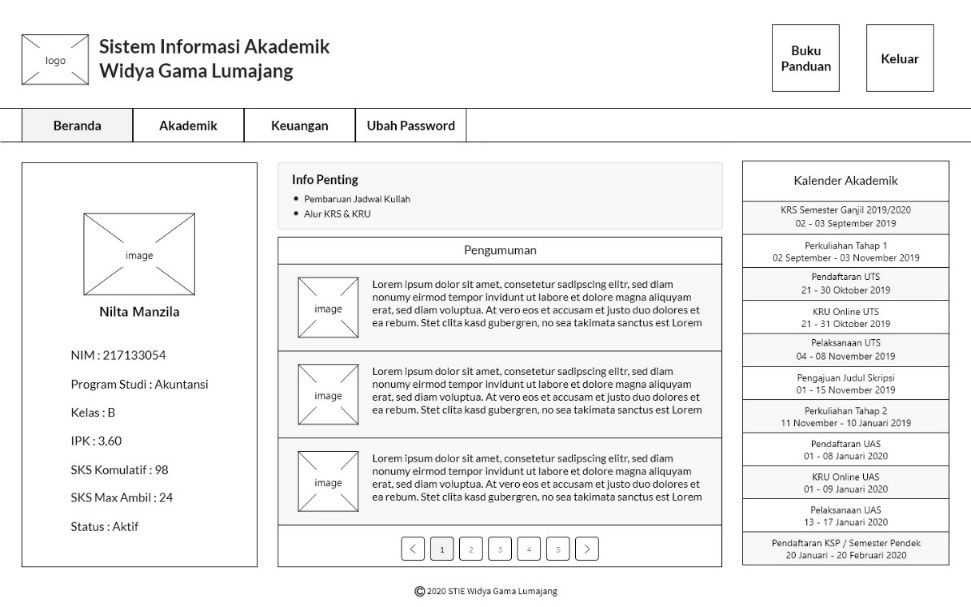 logo
Sistem Informasi Akademik
Widya Gama Lumajang
Buku
Panduan
Keluar
Beranda
Akademik
Keuangan
Ubah Password
image
Nilta Manzila
NIM : 217133054
Program Studi : Akuntansi
Kelas : B
IPK : 3,60
SKS Komulatif : 98
SKS Max Ambil : 24
Status : Aktif
Info Penting
• Pembaruan Jadwal Kuliah
• Alur KRS & KRU
Pengumuman
image
Lorem ipsum dolor sit amet, consetetur sadipscing elitr, sed diam
nonumy eirmod tempor invidunt ut labore et dolore magna aliquyam
erat, sed diam voluptua. At vero eos et accusam et justo duo dolores et
ea rebum. Stet clita kasd gubergren, no sea takimata sanctus est Lorem
image
Lorem ipsum dolor sit amet, consetetur sadipscing elitr, sed diam
nonumy eirmod tempor invidunt ut labore et dolore magna aliquyam
erat, sed diam voluptua. At vero eos et accusam et justo duo dolores et
ea rebum. Stet clita kasd gubergren, no sea takimata sanctus est Lorem
image
Lorem ipsum dolor sit amet, consetetur sadipscing elitr, sed diam
nonumy eirmod tempor invidunt ut labore et dolore magna aliquyam
erat, sed diam voluptua. At vero eos et accusam et justo duo dolores et
ea rebum. Stet clita kasd gubergren, no sea takimata sanctus est Lorem
< 1 2 3 4 5 >
Kalender Akademik
KRS Semester Ganjil 2019/2020
02 - 03 September 2019
Perkuliahan Tahap 1
02 September - 03 November 2019
Pendaftaran UTS
21 - 30 Oktober 2019
KRU Online UTS
21 - 31 Oktober 2019
Pelaksanaan UTS
04 - 08 November 2019
Pengajuan Judul Skripsi
01 - 15 November 2019
Perkuliahan Tahap 2
11 November - 10 Januari 2019
Pendaftaran UAS
01 - 08 Januari 2020
KRU Online UAS
01 - 09 Januari 2020
Pelaksanaan UAS
13 - 17 Januari 2020
Pendaftaran KSP / Semester Pendek
20 Januari - 20 Februari 2020
© 2020 STIE Widya Gama Lumajang